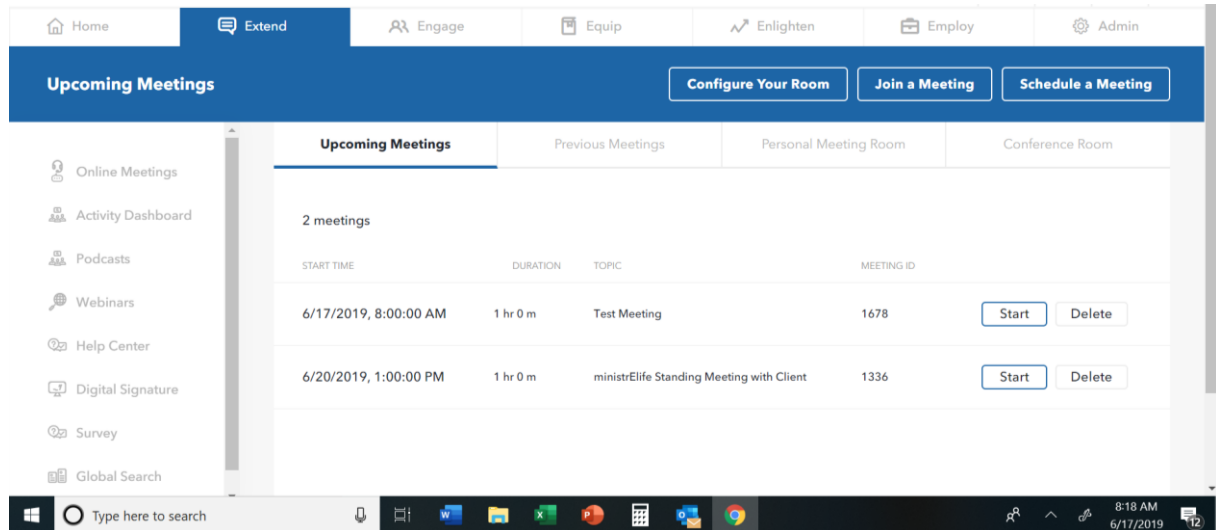 Home Extend Engage Equip Enlighten Employ Admin
Upcoming Meetings Configure Your Room Join a Meeting Schedule a Meeting
Upcoming Meetings Previous Meetings Personal Meeting Room Conference Room
Online Meetings
Activity Dashboard
Podcasts
Webinars
Help Center
Digital Signature
Survey
Global Search
2 meetings
START TIME DURATION TOPIC MEETING ID
6/17/2019, 8:00:00 AM 1 hr 0 m Test Meeting 1678 Start Delete
6/20/2019, 1:00:00 PM 1 hr 0 m ministrElife Standing Meeting with Client 1336 Start Delete
Type here to search
8:18 AM
6/17/2019
12